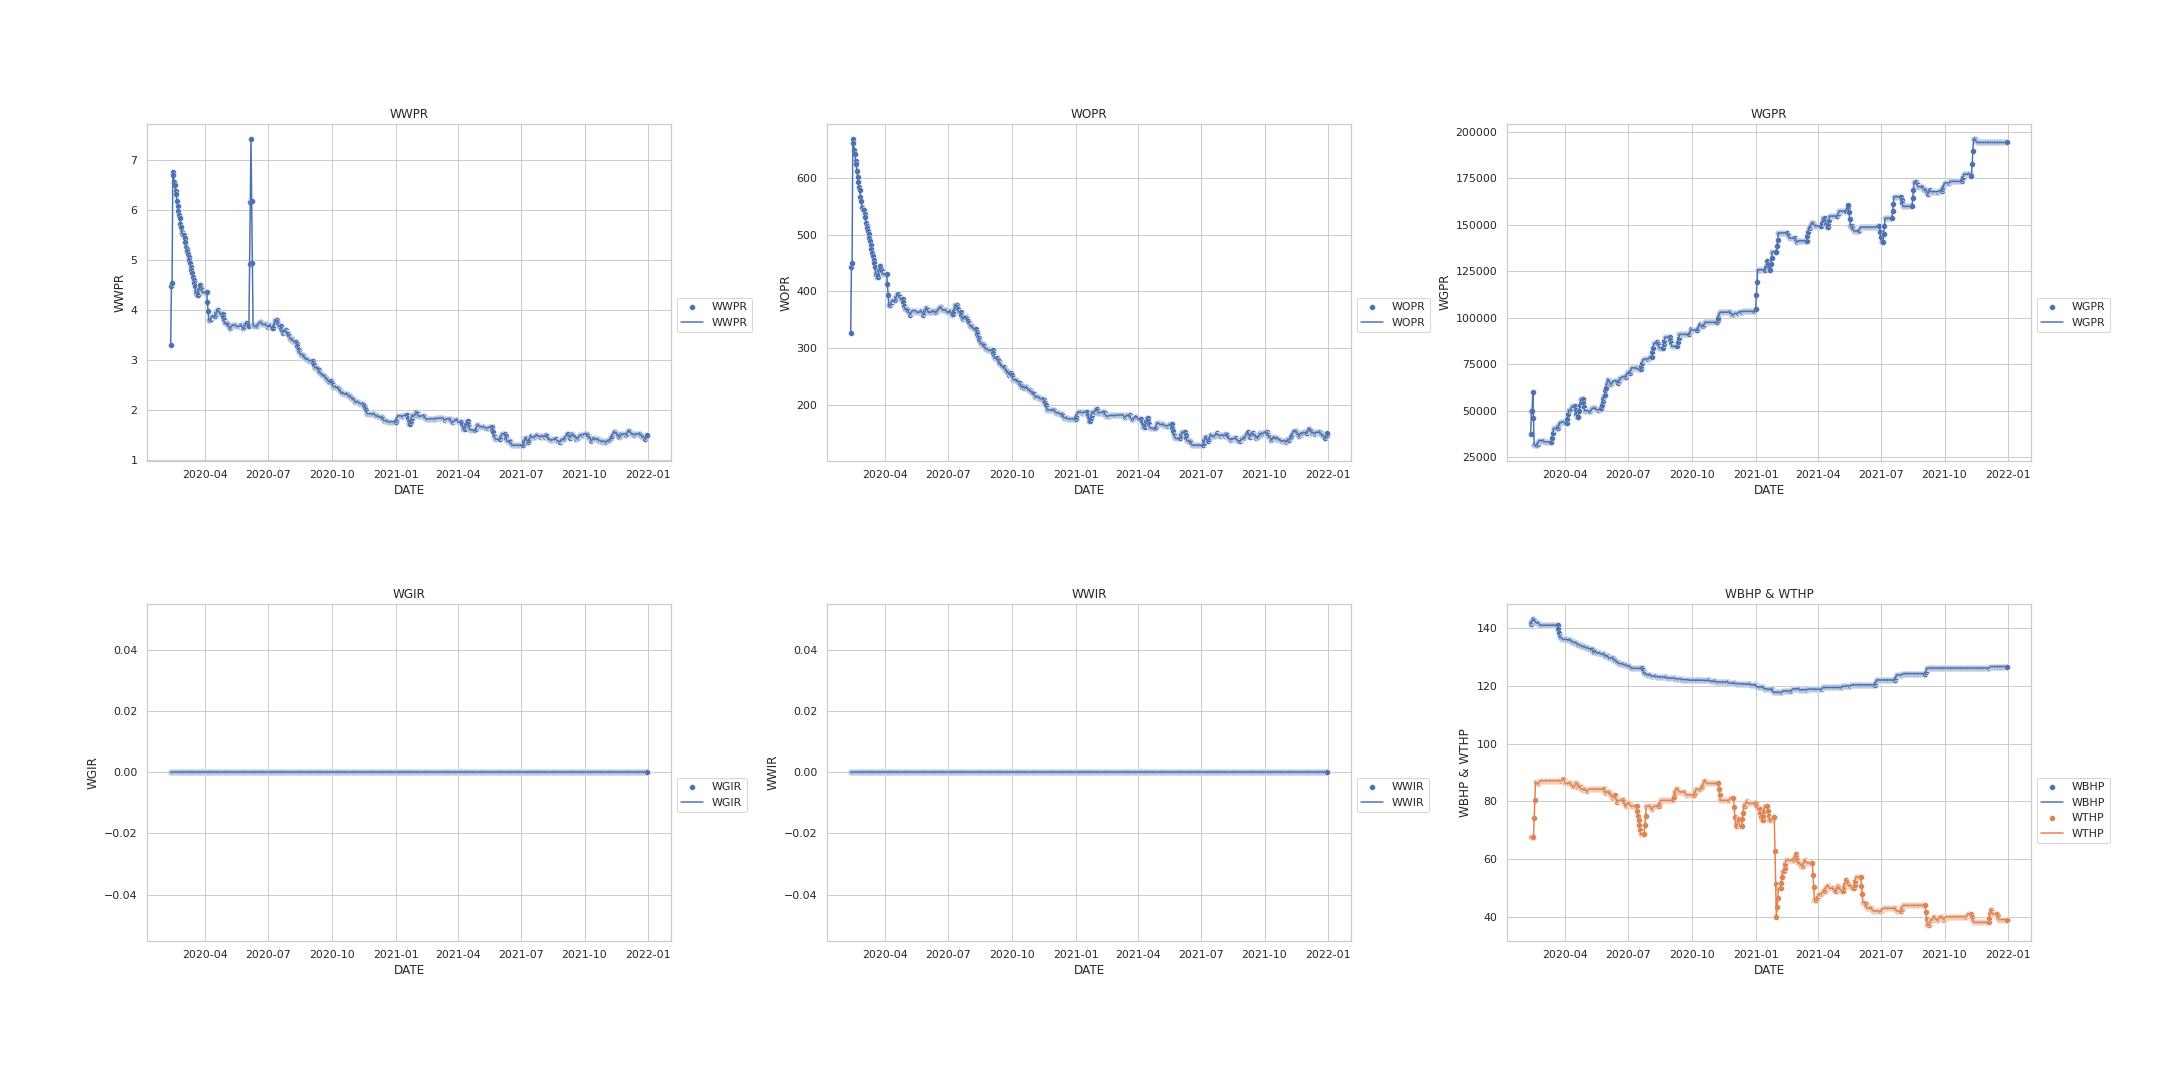 WWPR
WWPR
7
6
5
4
3
2
1
2020-04 2020-07 2020-10 2021-01 2021-04 2021-07 2021-10 2022-01
DATE
WWPR
WWPR
WOPR
WOPR
600
500
400
300
200
2020-04 2020-07 2020-10 2021-01 2021-04 2021-07 2021-10 2022-01
DATE
WOPR
WOPR
WGPR
WGPR
200000
175000
150000
125000
100000
75000
50000
25000
2020-04 2020-07 2020-10 2021-01 2021-04 2021-07 2021-10 2022-01
DATE
WGPR
WGPR
WGIR
WGIR
0.04
0.02
0.00
−0.02
−0.04
2020-04 2020-07 2020-10 2021-01 2021-04 2021-07 2021-10 2022-01
DATE
WGIR
WGIR
WWIR
WWIR
0.04
0.02
0.00
−0.02
−0.04
2020-04 2020-07 2020-10 2021-01 2021-04 2021-07 2021-10 2022-01
DATE
WWIR
WWIR
WBHP & WTHP
WBHP & WTHP
140
120
100
80
60
40
2020-04 2020-07 2020-10 2021-01 2021-04 2021-07 2021-10 2022-01
DATE
WBHP
WBHP
WTHP
WTHP